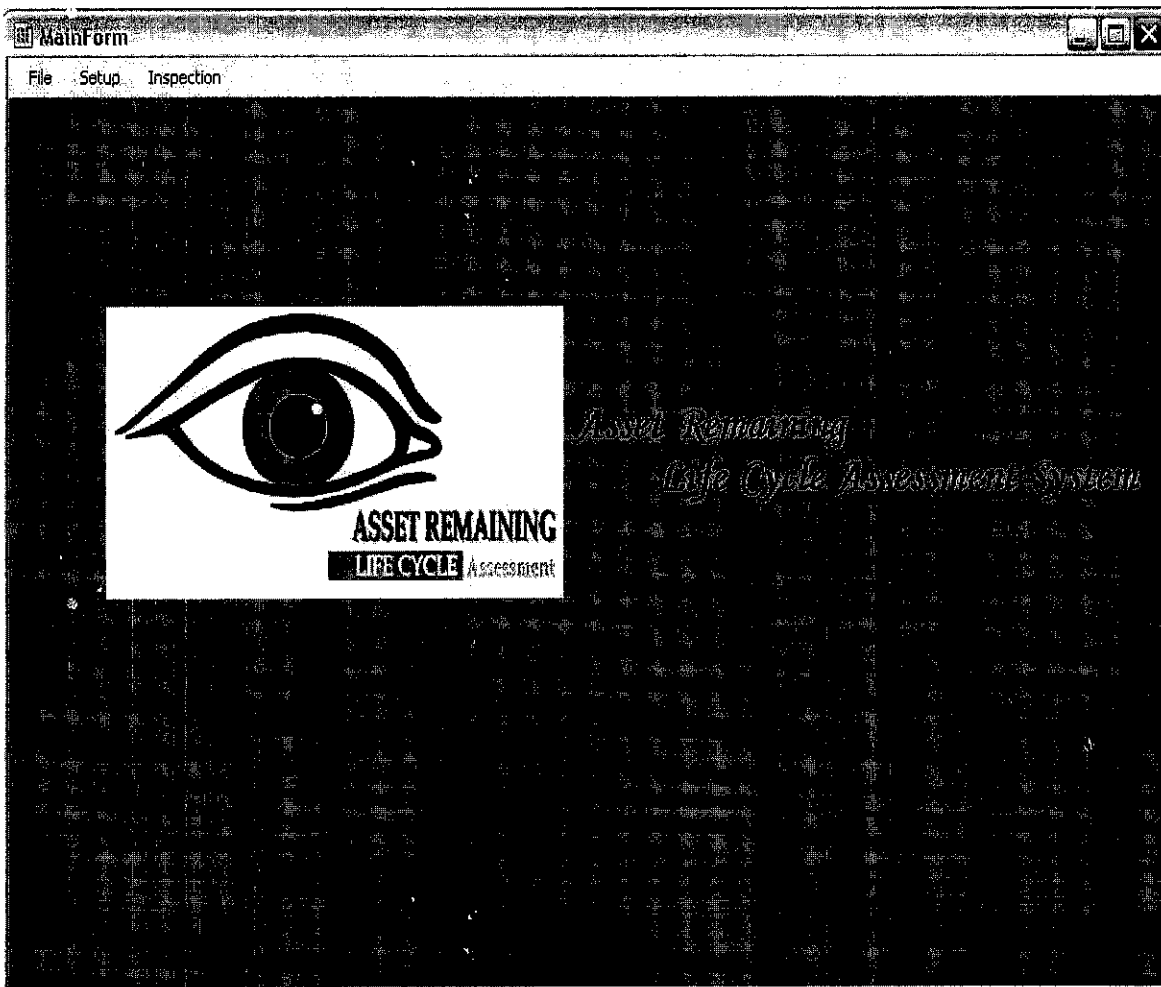 MainForm
File Setup Inspection
Asset Remaining
Life Cycle Assessment System
ASSET REMAINING
LIFE CYCLE Assessment